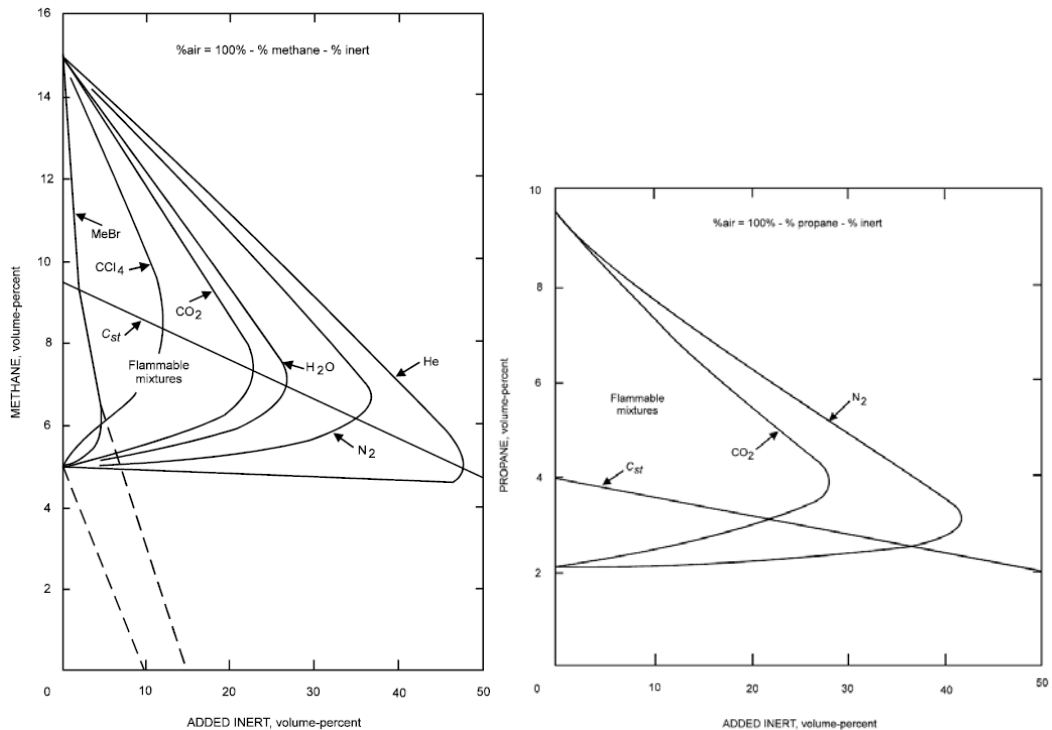 16
14
12
10
8
6
4
2
METHANE, volume-percent
%air = 100% - % methane - % inert
MeBr
CCl4
CO2
Cst
H2O
He
Flammable
mixtures
N2
0
10
20
30
40
50
ADDED INERT, volume-percent
10
8
6
4
2
PROPANE, volume-percent
%air = 100% - % propane - % inert
Flammable
mixtures
N2
CO2
Cst
0
10
20
30
40
50
ADDED INERT, volume-percent